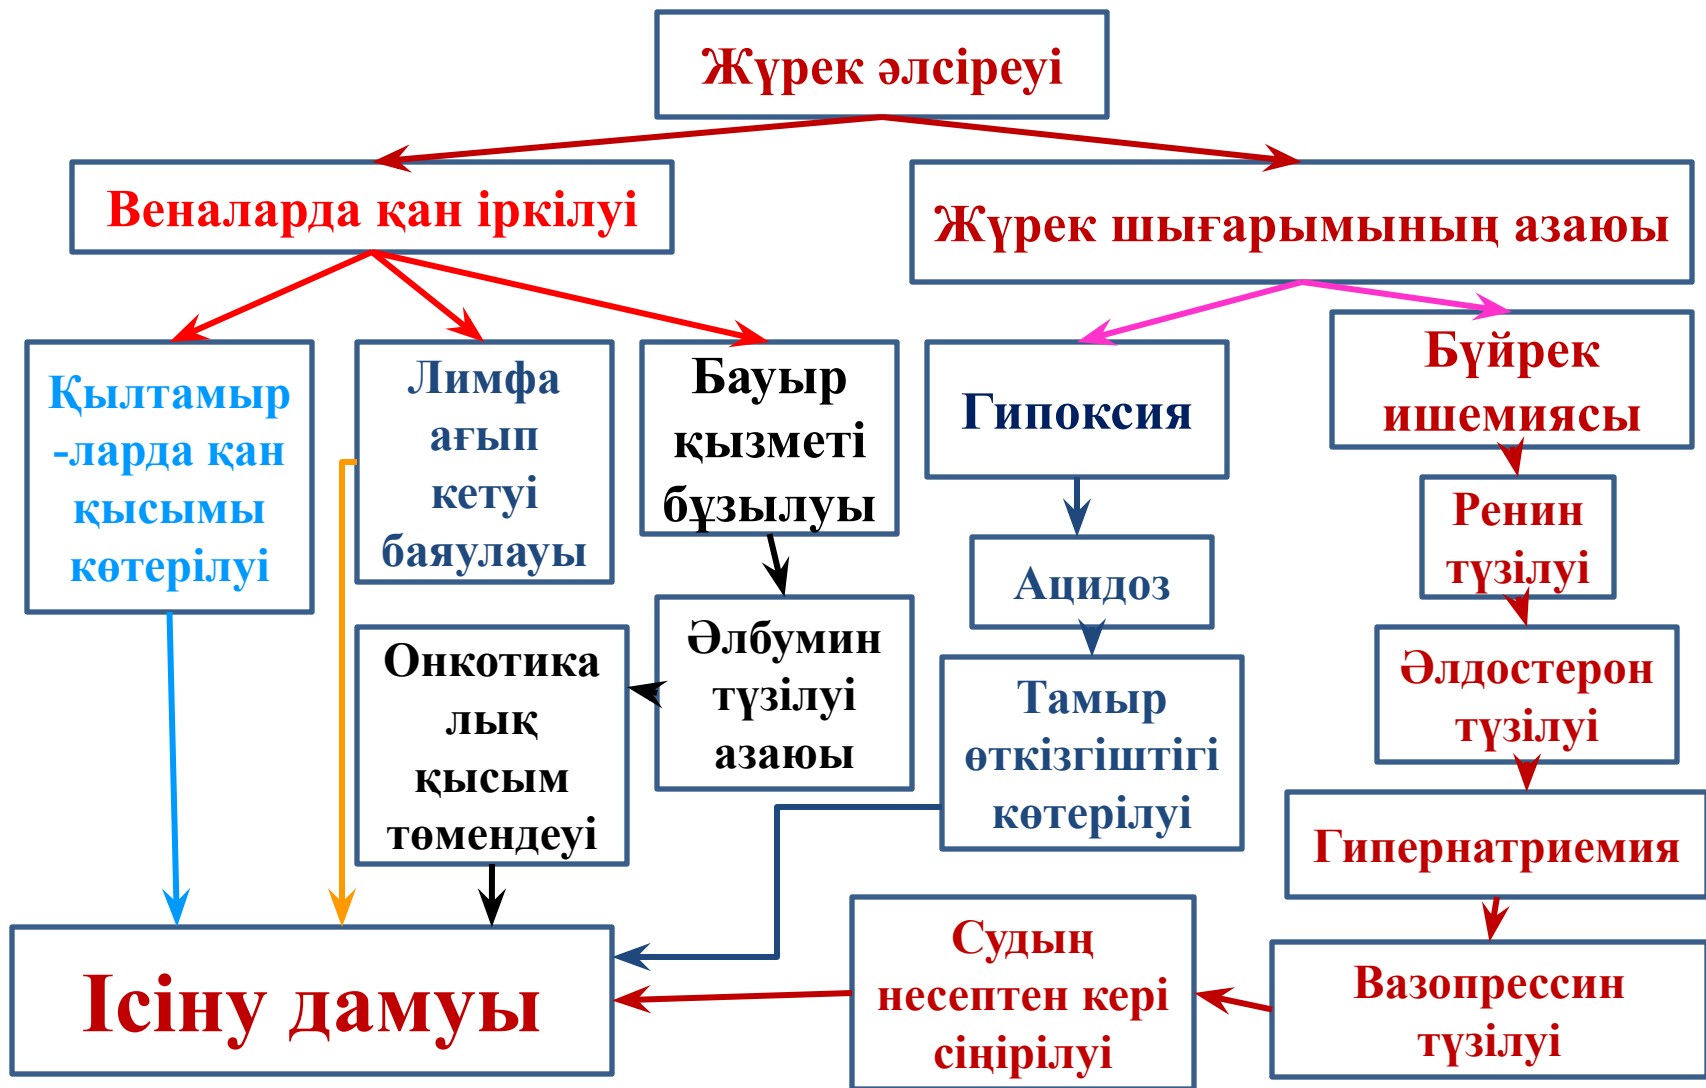 Жүрек әлсіреуі
Веналарда қан іркілуі
Жүрек шығарымының азаюы
Қылтамыр
-ларда қан
қысымы
көтерілуі
Лимфа
ағып
кетуі
баяулауы
Бауыр
қызметі
бұзылуы
Гипоксия
Бүйрек
ишемиясы
Ренин
түзілуі
Ацидоз
Онкотика
лық
қысым
төмендеуі
Әлбумин
түзілуі
азаюы
Тамыр
өткізгіштігі
көтерілуі
Әлдостерон
түзілуі
Гипернатриемия
Ісіну дамуы
Судың
несептен кері
сіңірілуі
Вазопрессин
түзілуі